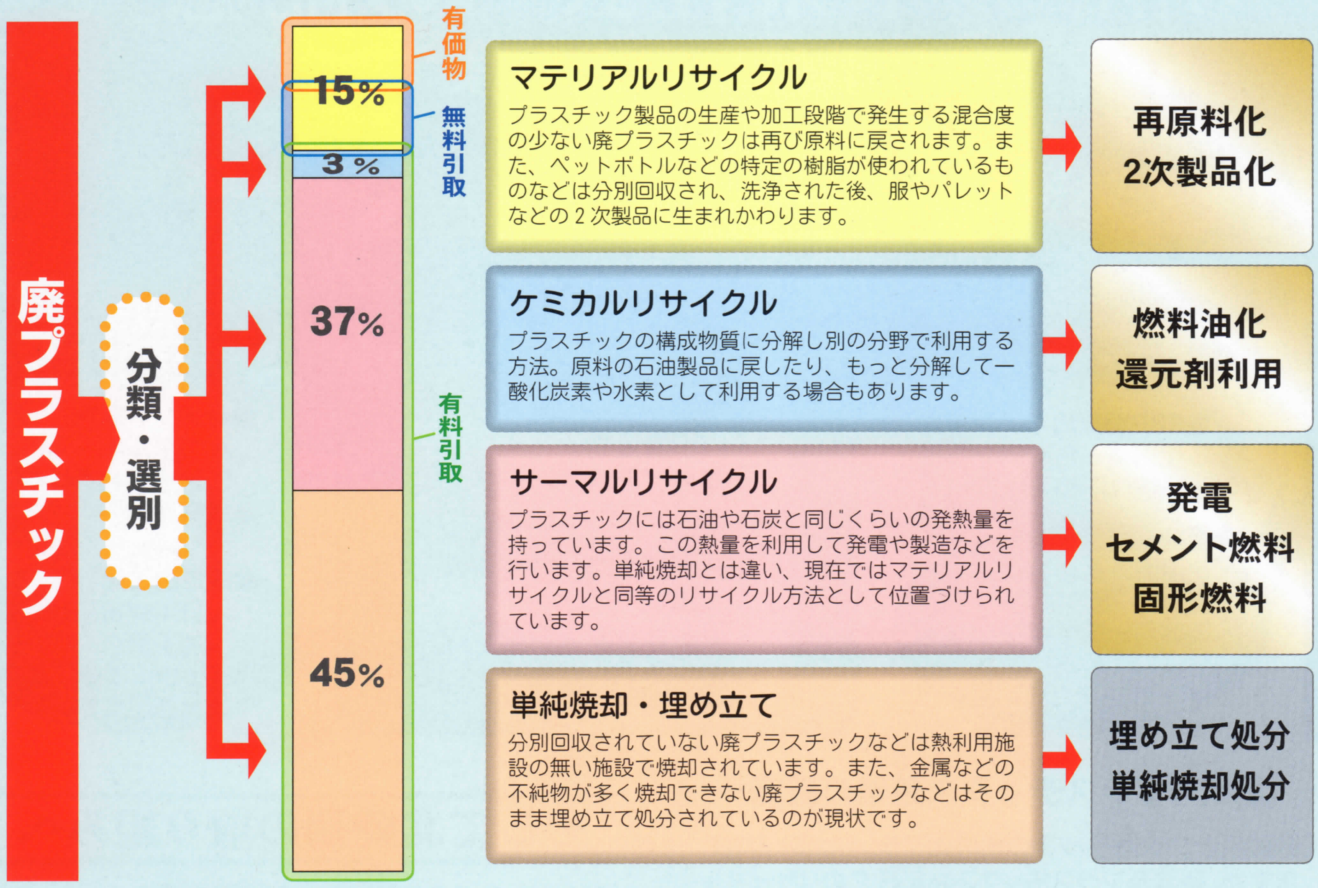 廃プラスチック
分類・選別
有価物
無料引取
有料引取
15%
3%
37%
45%
マテリアルリサイクル
プラスチック製品の生産や加工段階で発生する混合度
の少ない廃プラスチックは再び原料に戻されます。ま
た、ペットボトルなどの特定の樹脂が使われているも
のなどは分別回収され、洗浄された後、服やパレット
などの2次製品に生まれかわります。
再原料化
2次製品化
ケミカルリサイクル
プラスチックの構成物質に分解し別の分野で利用する
方法。原料の石油製品に戻したり、もっと分解して一
酸化炭素や水素として利用する場合もあります。
燃料油化
還元剤利用
サーマルリサイクル
プラスチックには石油や石炭と同じくらいの発熱量を
持っています。この熱量を利用して発電や製造などを
行います。単純焼却とは違い、現在ではマテリアルリ
サイクルと同等のリサイクル方法として位置づけられ
ています。
発電
セメント燃料
固形燃料
単純焼却・埋め立て
分別回収されていない廃プラスチックなどは熱利用施
設の無い施設で焼却されています。また、金属などの
不純物が多く焼却できない廃プラスチックなどはその
まま埋め立て処分されているのが現状です。
埋め立て処分
単純焼却処分